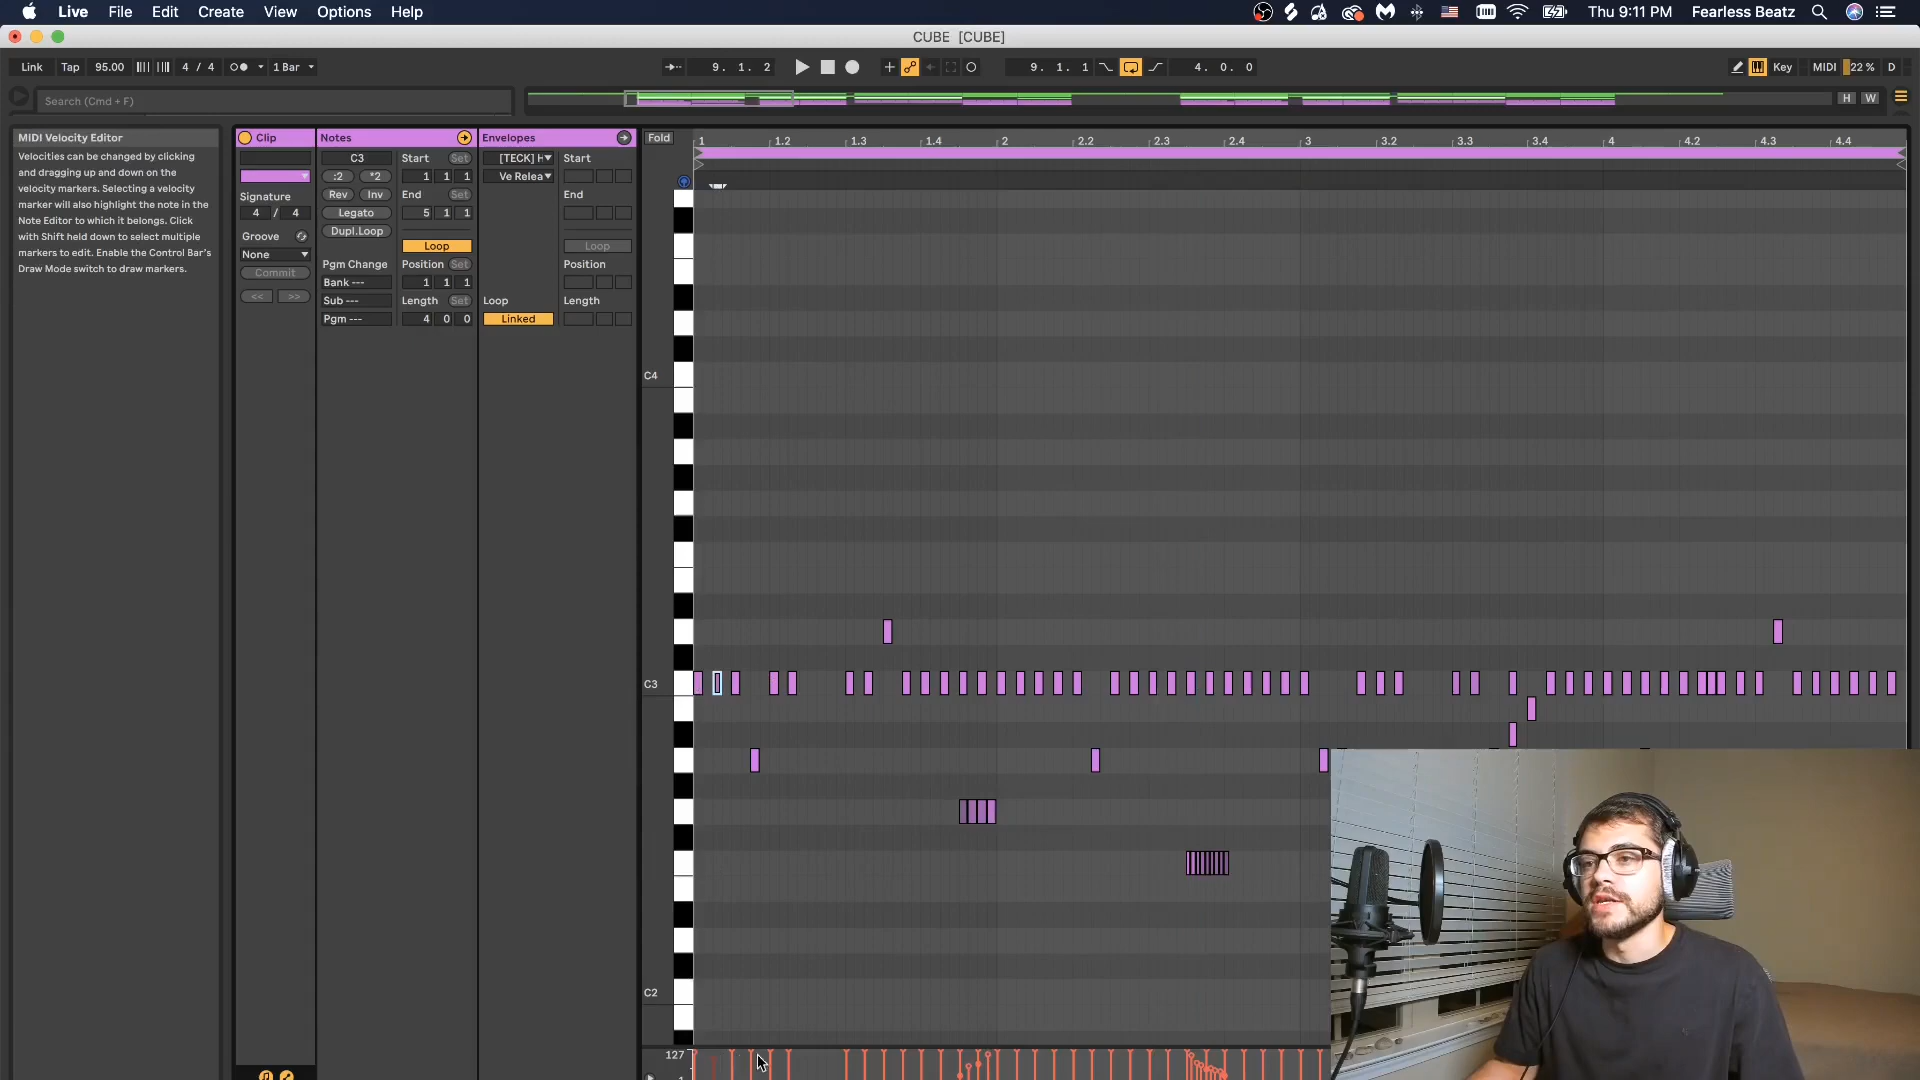 Live File Edit Create View Options Help
Thu 9:11 PM Fearless Beatz
CUBE [CUBE]
Link Tap 95.00 4 / 4 1 Bar 9. 1. 2 9. 1. 1 4. 0. 0 Key MIDI 22 % D
Search (Cmd + F) H W
MIDI Velocity Editor
Velocities can be changed by clicking
and dragging up and down on the
velocity markers. Selecting a velocity
marker will also highlight the note in the
Note Editor to which it belongs. Click
with Shift held down to select multiple
markers to edit. Enable the Control Bar's
Draw Mode switch to draw markers.
Clip
Signature
4 / 4
Groove
None
Commit
<< >>
Notes
C3 Start Set
:2 *2 1 1 1
Rev Inv End Set
Legato 5 1 1
Dupl.Loop
Loop
Pgm Change Position Set
Bank --- 1 1 1
Sub --- Length Set
Pgm --- 4 0 0
Envelopes
[TECK] H Start
Ve Relea
End
Loop
Position
Loop Length
Linked
Fold 1 1.2 1.3 1.4 2 2.2 2.3 2.4 3 3.2 3.3 3.4 4 4.2 4.3 4.4
C4
C3
C2
127
1